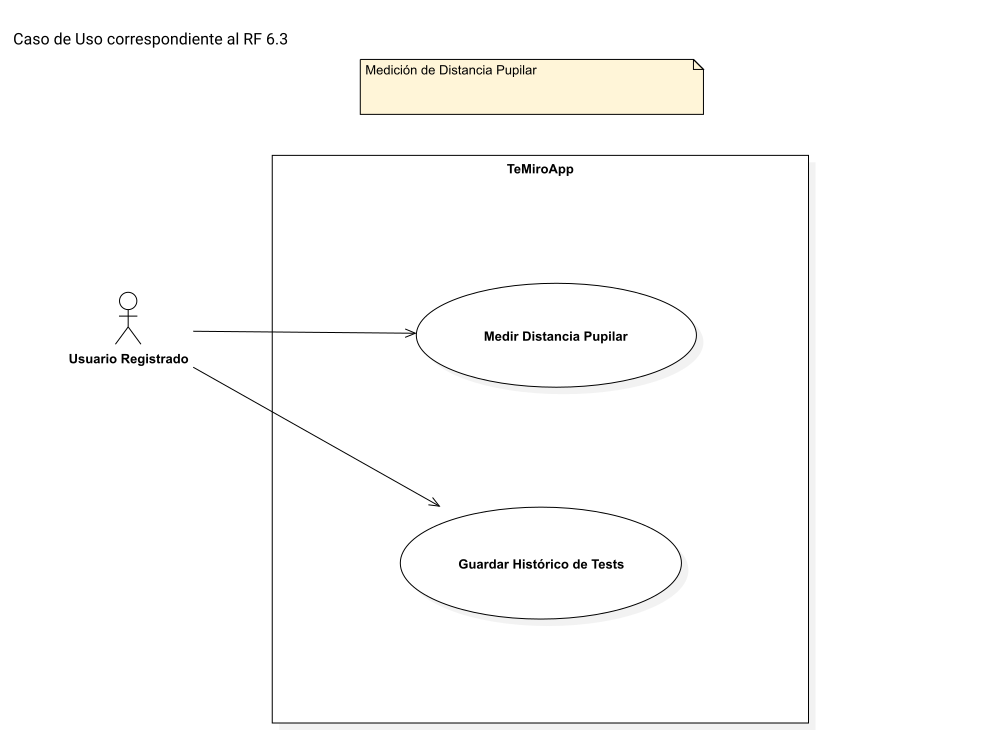 Caso de Uso correspondiente al RF 6.3
Medición de Distancia Pupilar
TeMiroApp
Medir Distancia Pupilar
Usuario Registrado
Guardar Histórico de Tests